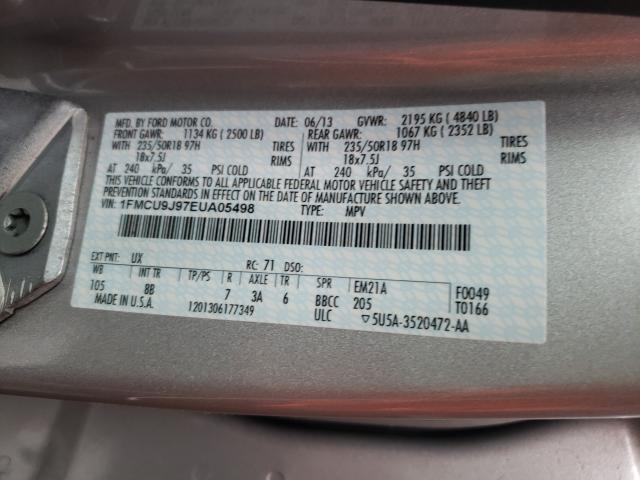 MFD. BY FORD MOTOR CO. DATE: 06/13 GVWR: 2195 KG ( 4840 LB)
FRONT GAWR: 1134 KG ( 2500 LB) REAR GAWR: 1067 KG ( 2352 LB)
WITH 235/50R18 97H TIRES WITH 235/50R18 97H TIRES
18x7.5J RIMS 18x7.5J RIMS
AT 240 kPa/ 35 PSI COLD AT 240 kPa/ 35 PSI COLD
THIS VEHICLE CONFORMS TO ALL APPLICABLE FEDERAL MOTOR VEHICLE SAFETY AND THEFT
PREVENTION STANDARDS IN EFFECT ON THE DATE OF MANUFACTURE SHOWN ABOVE.
VIN: 1FMCU9J97EUA05498 TYPE: MPV
EXT PNT: UX RC: 71 DSO:
WB INT TR TP/PS R AXLE TR SPR EM21A F0049
105 8B 7 3A 6 BBCC 205 T0166
MADE IN U.S.A. 1201306177349 ULC ▽5U5A-3520472-AA